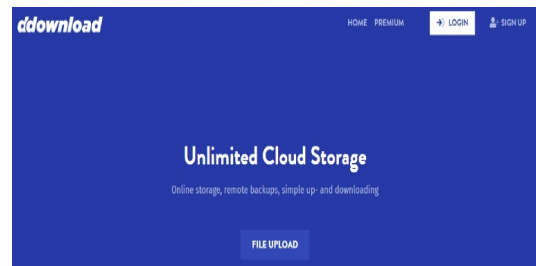 ddownload
HOME PREMIUM LOGIN SIGN UP
Unlimited Cloud Storage
Online storage, remote backups, simple up- and downloading
FILE UPLOAD